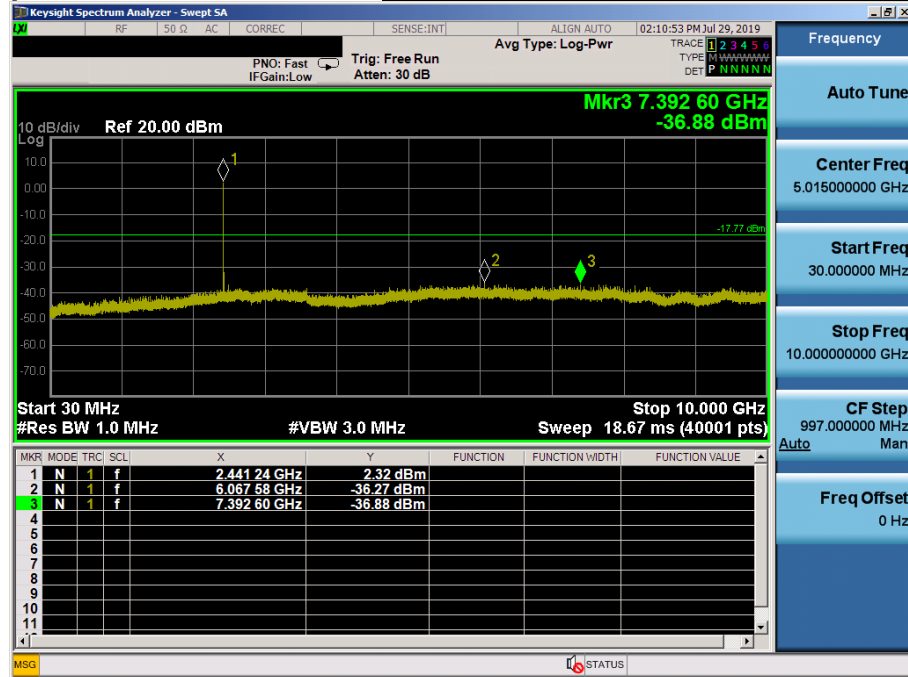 Keysight Spectrum Analyzer - Swept SA
LXI RF 50 Ω AC CORREC SENSE:INT ALIGN AUTO 02:10:53 PM Jul 29, 2019
Avg Type: Log-Pwr TRACE 1 2 3 4 5 6
PNO: Fast Trig: Free Run TYPE M WWWWW
IFGain:Low Atten: 30 dB DET P N N N N N
Mkr3 7.392 60 GHz
-36.88 dBm
10 dB/div Ref 20.00 dBm
Log
10.0
0.00
-10.0
-20.0
-30.0
-40.0
-50.0
-60.0
-70.0
1
2
3
-17.77 dBm
Start 30 MHz Stop 10.000 GHz
#Res BW 1.0 MHz #VBW 3.0 MHz Sweep 18.67 ms (40001 pts)
MKR MODE TRC SCL X Y FUNCTION FUNCTION WIDTH FUNCTION VALUE
1 N 1 f 2.441 24 GHz 2.32 dBm
2 N 1 f 6.067 58 GHz -36.27 dBm
3 N 1 f 7.392 60 GHz -36.88 dBm
4
5
6
7
8
9
10
11
MSG STATUS
Frequency
Auto Tune
Center Freq
5.015000000 GHz
Start Freq
30.000000 MHz
Stop Freq
10.000000000 GHz
CF Step
997.000000 MHz
Auto Man
Freq Offset
0 Hz